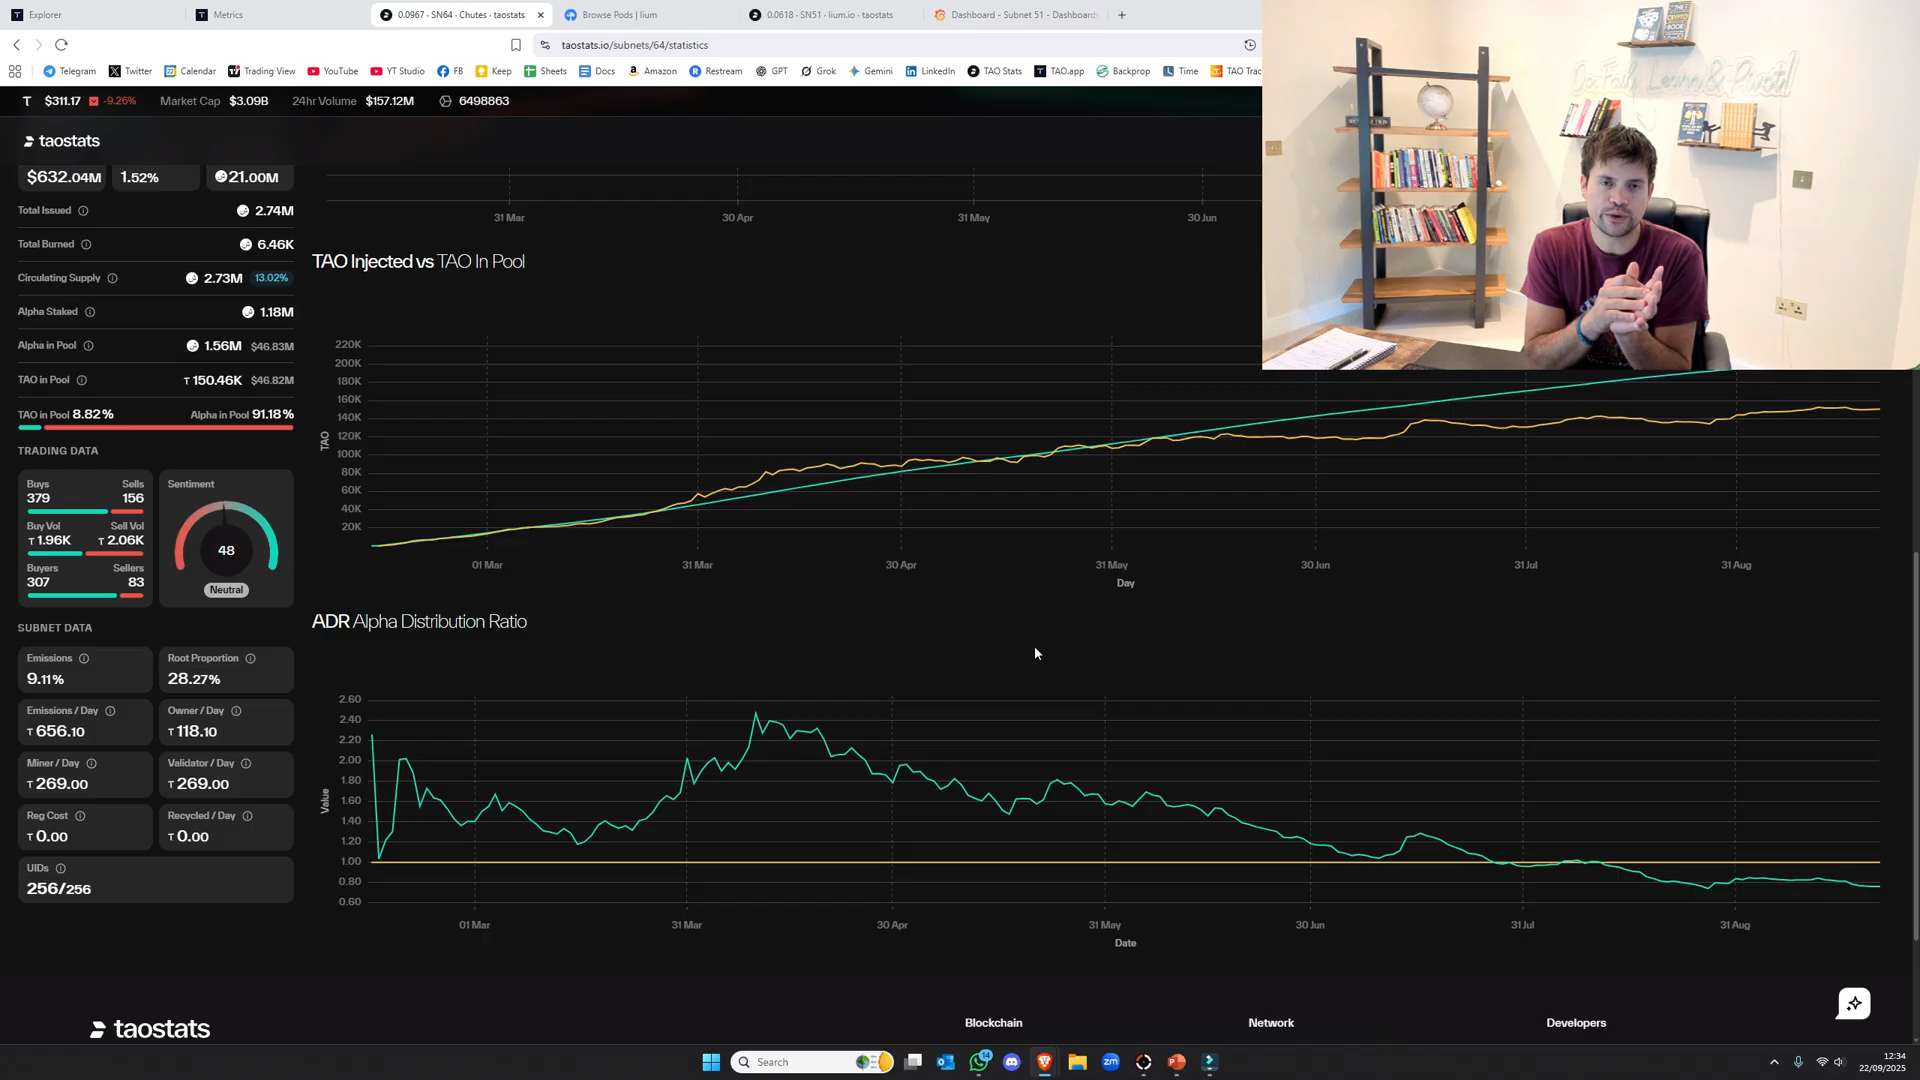 Explorer
Metrics
0.0967 · SN64 · Chutes · taostats
Browse Pods | lium
0.0618 · SN51 · lium.io · taostats
Dashboard - Subnet 51 - Dashboards
taostats.io/subnets/64/statistics
Telegram
Twitter
Calendar
Trading View
YouTube
YT Studio
FB
Keep
Sheets
Docs
Amazon
Restream
GPT
Grok
Gemini
LinkedIn
TAO Stats
TAO.app
Backprop
Time
TAO Trac
$311.17 -9.26% Market Cap $3.09B 24hr Volume $157.12M 6498863
taostats
$632.04M 1.52% 21.00M
Total Issued 2.74M
Total Burned 6.46K
Circulating Supply 2.73M 13.02%
Alpha Staked 1.18M
Alpha in Pool 1.56M $46.83M
TAO in Pool T 150.46K $46.82M
TAO in Pool 8.82% Alpha in Pool 91.18%
TRADING DATA
Buys Sells
379 156
Buy Vol Sell Vol
T 1.96K T 2.06K
Buyers Sellers
307 83
Sentiment
48
Neutral
SUBNET DATA
Emissions
9.11%
Root Proportion
28.27%
Emissions / Day
T 656.10
Owner / Day
T 118.10
Miner / Day
T 269.00
Validator / Day
T 269.00
Reg Cost
T 0.00
Recycled / Day
T 0.00
UIDs
256/256
31 Mar 30 Apr 31 May 30 Jun
TAO Injected vs TAO In Pool
220K
200K
180K
160K
140K
120K
100K
80K
60K
40K
20K
TAO
01 Mar 31 Mar 30 Apr 31 May 30 Jun 31 Jul 31 Aug
Day
ADR Alpha Distribution Ratio
2.60
2.40
2.20
2.00
1.80
1.60
1.40
1.20
1.00
0.80
0.60
Value
01 Mar 31 Mar 30 Apr 31 May 30 Jun 31 Jul 31 Aug
Date
taostats
Blockchain
Network
Developers
Search
14
zm
12:34
22/09/2025